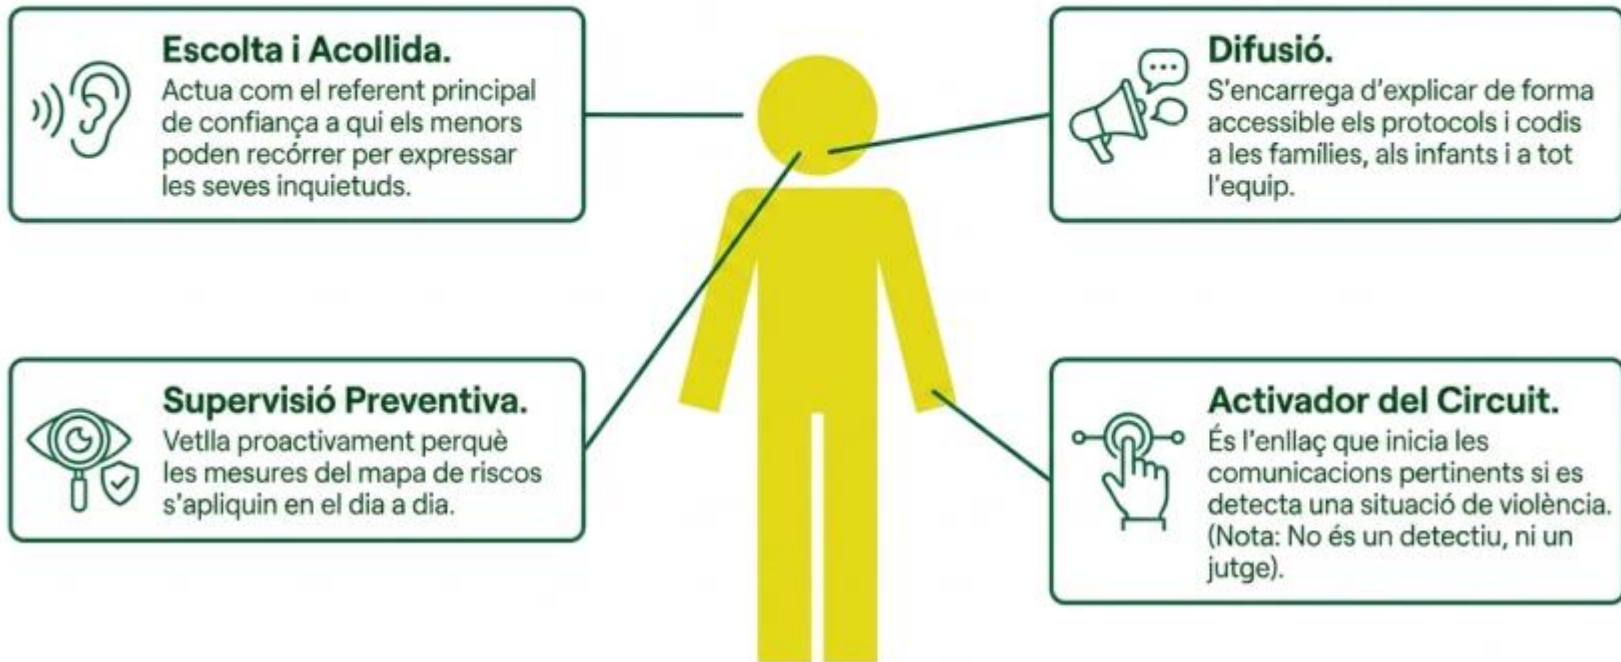 Escolta i Acollida.
Actua com el referent principal
de confiança a qui els menors
poden recórrer per expressar
les seves inquietuds.
Difusió.
S'encarrega d'explicar de forma
accessible els protocols i codis
a les famílies, als infants i a tot
l'equip.
Supervisió Preventiva.
Vetlla proactivament perquè
les mesures del mapa de riscos
s'apliquin en el dia a dia.
Activador del Circuit.
És l'enllaç que inicia les
comunicacions pertinents si es
detecta una situació de violència.
(Nota: No és un detectiu, ni un
jutge).